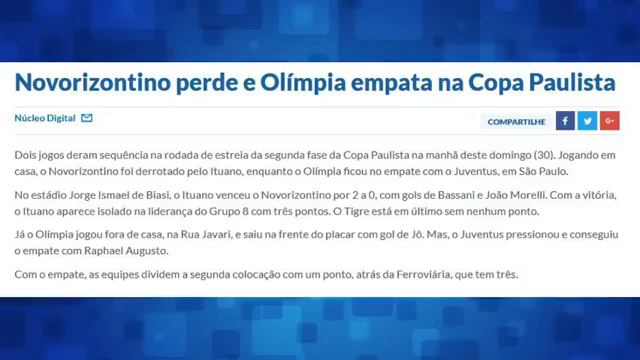 Novorizontino perde e Olímpia empata na Copa Paulista
Núcleo Digital
COMPARTILHE
f
G+
Dois jogos deram sequência na rodada de estreia da segunda fase da Copa Paulista na manhã deste domingo (30). Jogando em
casa, o Novorizontino foi derrotado pelo Ituano, enquanto o Olímpia ficou no empate com o Juventus, em São Paulo.
No estádio Jorge Ismael de Biasi, o Ituano venceu o Novorizontino por 2 a 0, com gols de Bassani e João Morelli. Com a vitória,
o Ituano aparece isolado na liderança do Grupo 8 com três pontos. O Tigre está em último sem nenhum ponto.
Já o Olímpia jogou fora de casa, na Rua Javari, e saiu na frente do placar com gol de Jô. Mas, o Juventus pressionou e conseguiu
o empate com Raphael Augusto.
Com o empate, as equipes dividem a segunda colocação com um ponto, atrás da Ferroviária, que tem três.